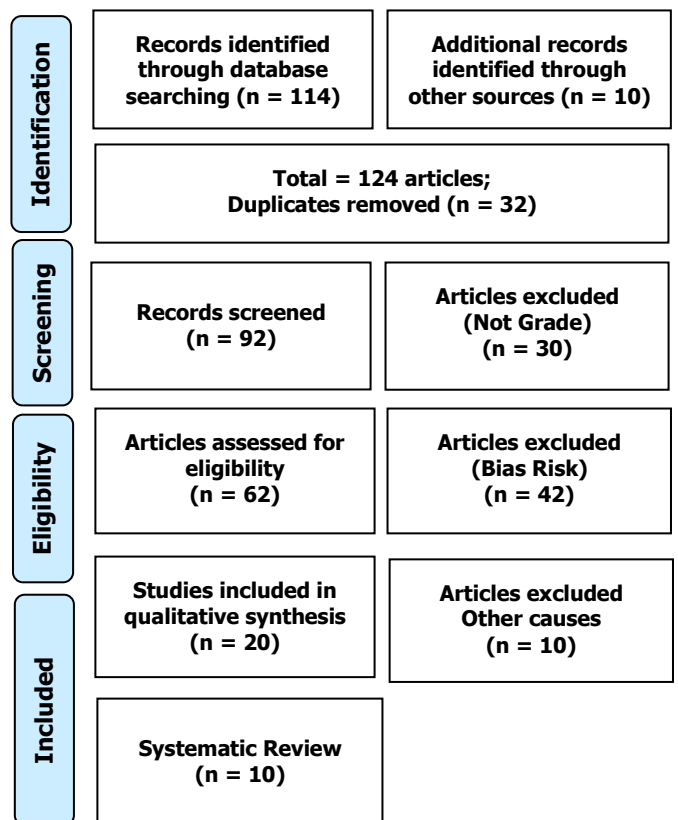 Identification
Records identified
through database
searching (n = 114)
Additional records
identified through
other sources (n = 10)
Total = 124 articles;
Duplicates removed (n = 32)
Screening
Records screened
(n = 92)
Articles excluded
(Not Grade)
(n = 30)
Eligibility
Articles assessed for
eligibility
(n = 62)
Articles excluded
(Bias Risk)
(n = 42)
Included
Studies included in
qualitative synthesis
(n = 20)
Articles excluded
Other causes
(n = 10)
Systematic Review
(n = 10)